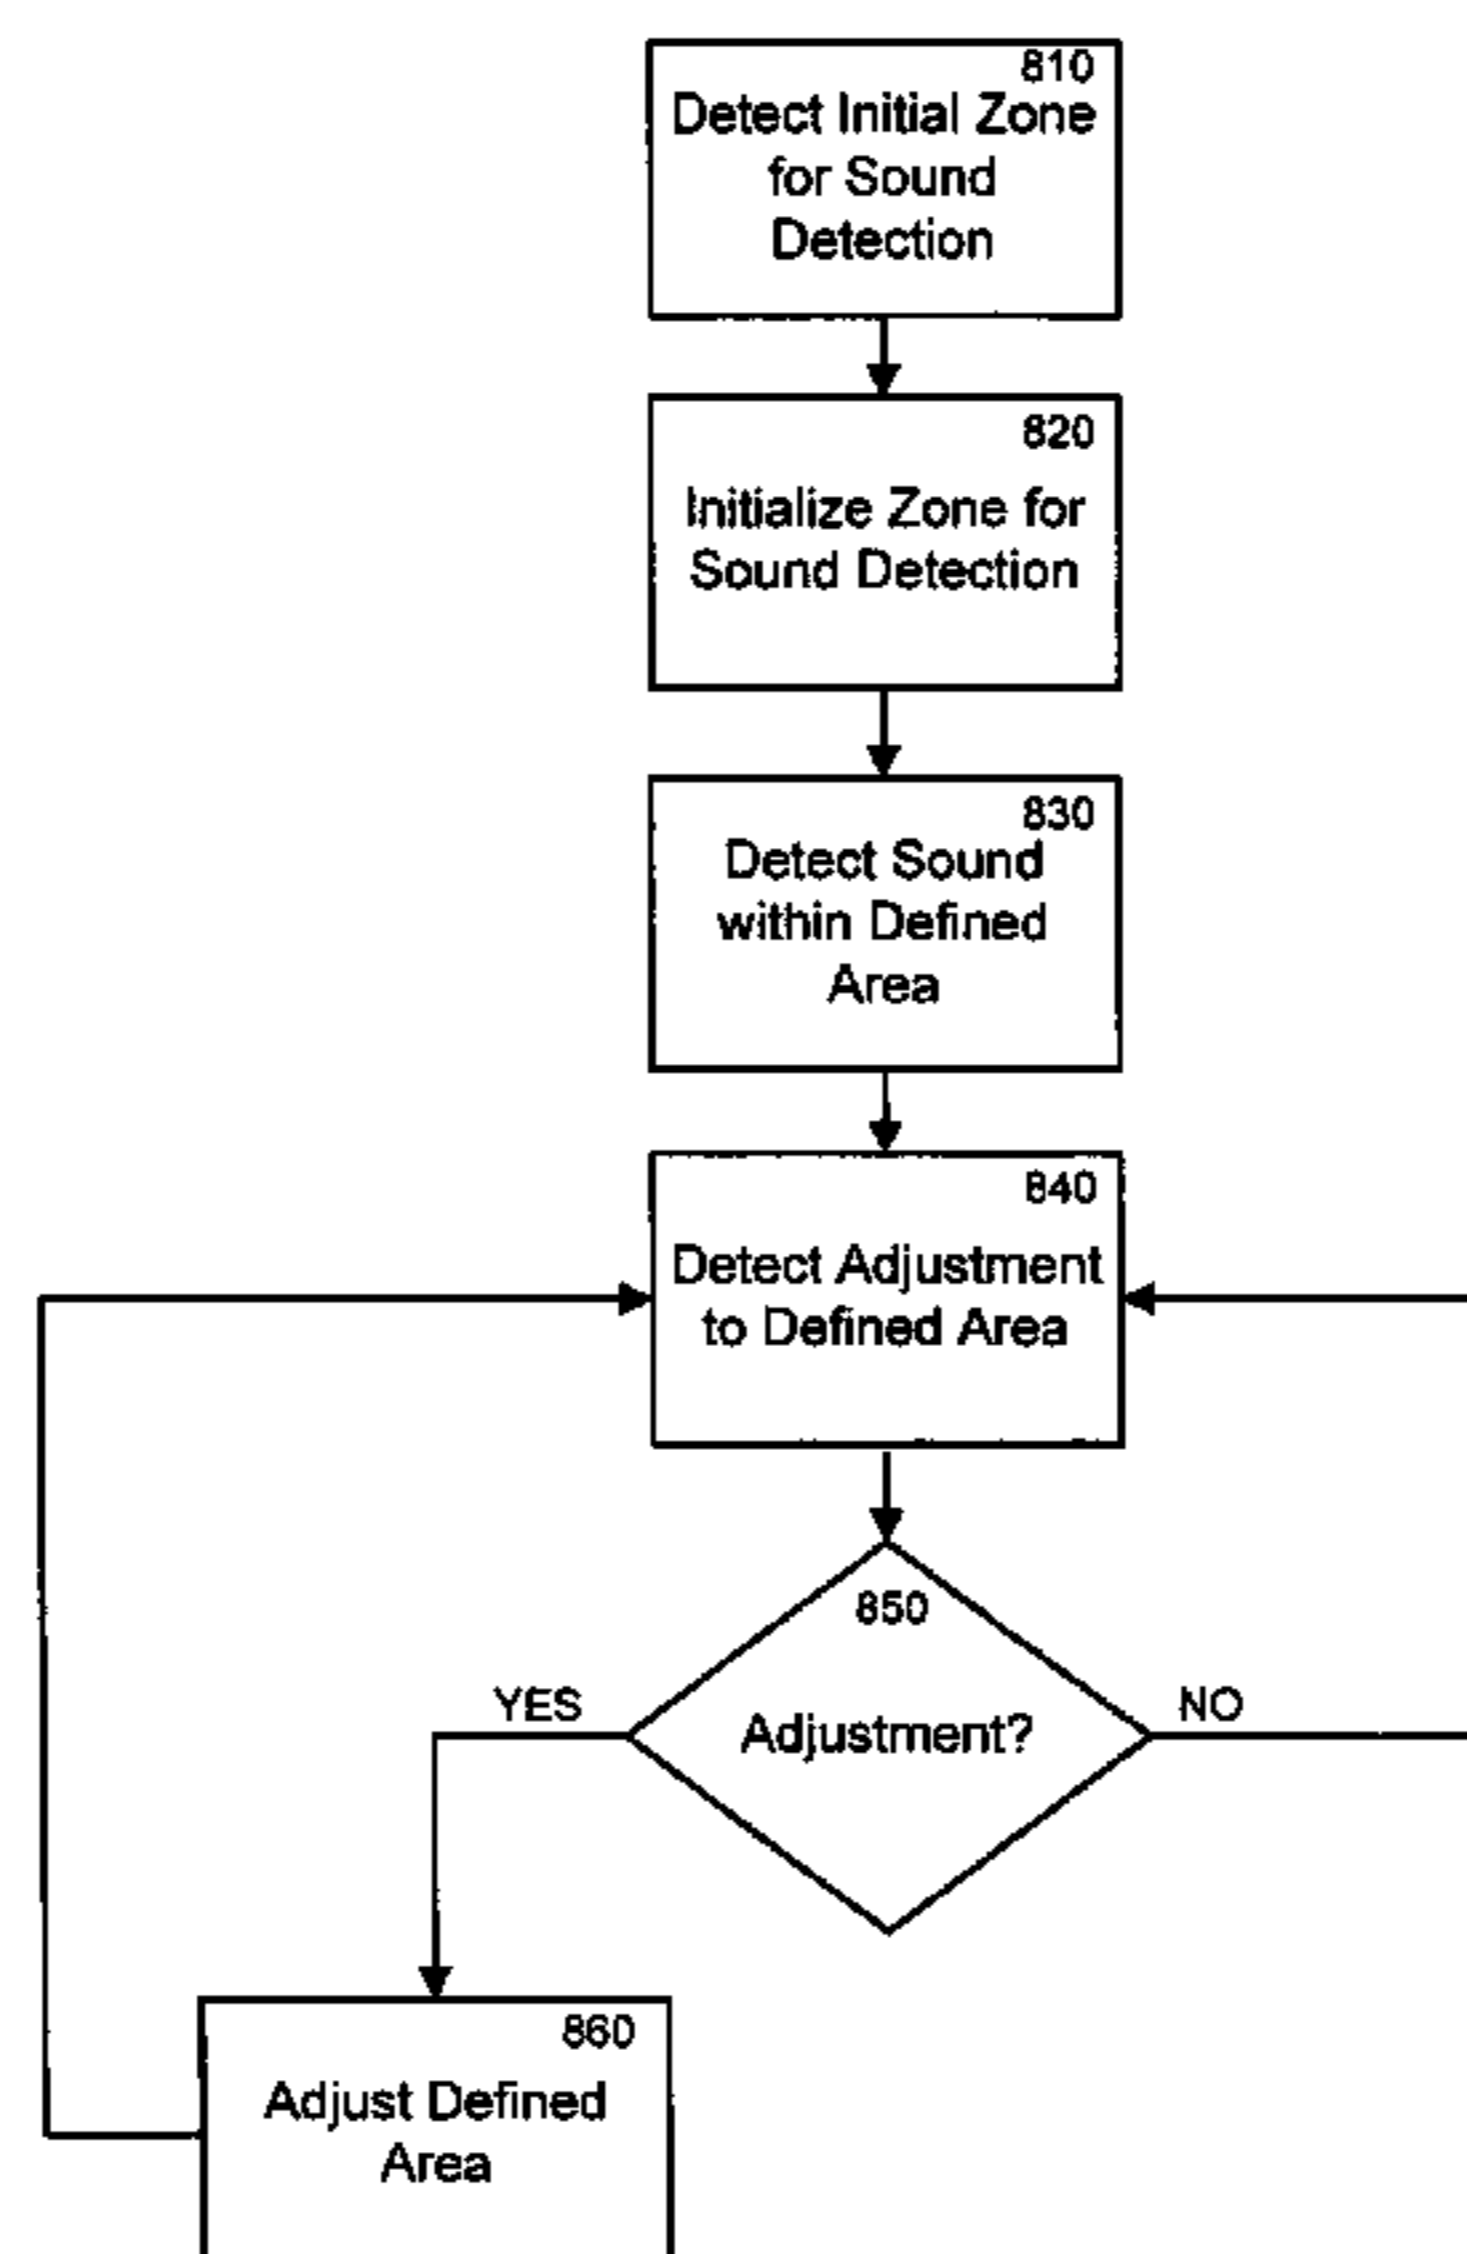 810
Detect Initial Zone
for Sound
Detection
820
Initialize Zone for
Sound Detection
830
Detect Sound
within Defined
Area
840
Detect Adjustment
to Defined Area
850
YES
Adjustment?
NO
860
Adjust Defined
Area